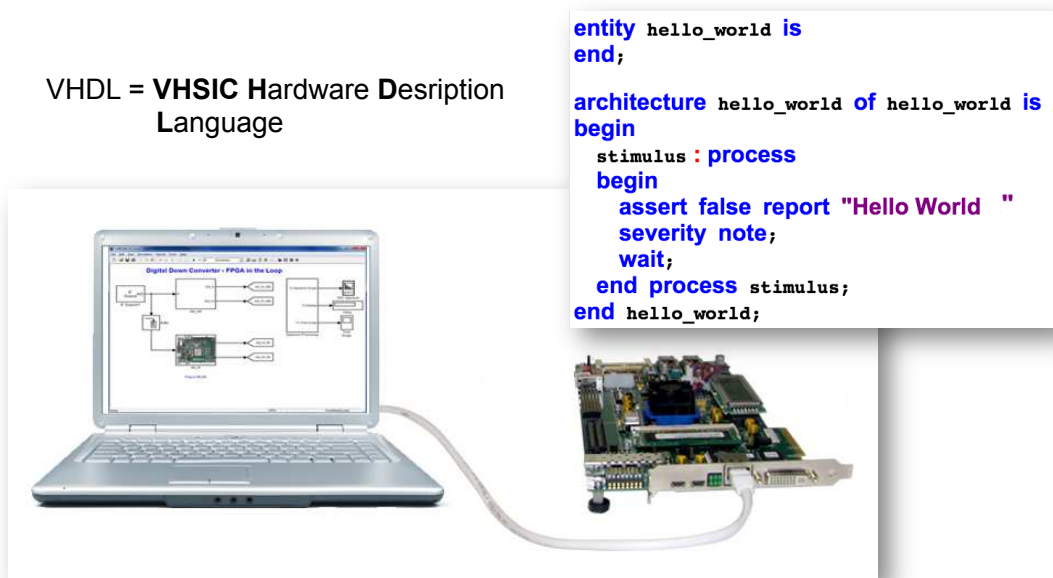 VHDL = VHSIC Hardware Desription
Language
entity hello_world is
end;
architecture hello_world of hello_world is
begin
stimulus : process
begin
assert false report "Hello World "
severity note;
wait;
end process stimulus;
end hello_world;
Digital Down Converter - FPGA in the Loop